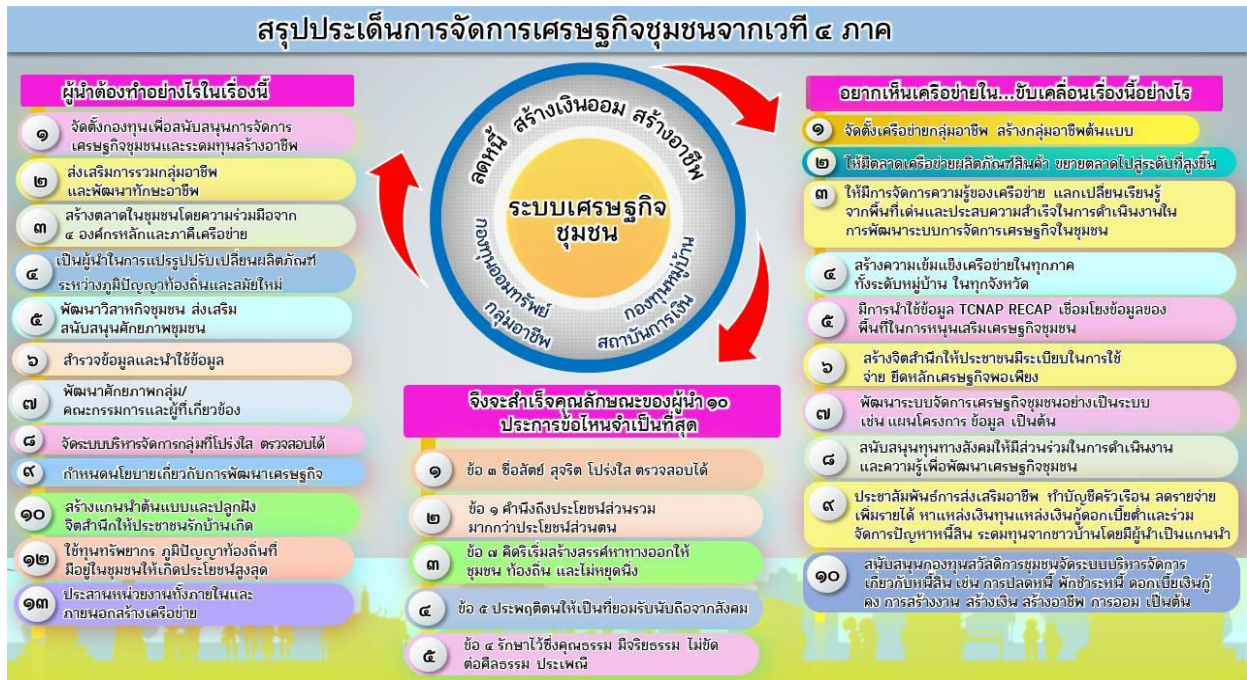 สรุปประเด็นการจัดการเศรษฐกิจชุมชนจากเวที ๔ ภาค
ผู้นำต้องทำอย่างไรในเรื่องนี้
๑ จัดตั้งกองทุนเพื่อสนับสนุนการจัดการ
เศรษฐกิจชุมชนและระดมทุนสร้างอาชีพ
๒ ส่งเสริมการรวมกลุ่มอาชีพ
และพัฒนาทักษะอาชีพ
๓ สร้างตลาดในชุมชนโดยความร่วมมือจาก
๔ องค์กรหลักและภาคีเครือข่าย
๔ เป็นผู้นำในการแปรรูปปรับเปลี่ยนผลิตภัณฑ์
ระหว่างภูมิปัญญาท้องถิ่นและสมัยใหม่
๕ พัฒนาวิสาหกิจชุมชน ส่งเสริม
สนับสนุนศักยภาพชุมชน
๖ สำรวจข้อมูลและนำใช้ข้อมูล
๗ พัฒนาศักยภาพกลุ่ม/
คณะกรรมการและผู้ที่เกี่ยวข้อง
๘ จัดระบบบริหารจัดการกลุ่มที่โปร่งใส ตรวจสอบได้
๙ กำหนดนโยบายเกี่ยวกับการพัฒนาเศรษฐกิจ
๑๐ สร้างแกนนำต้นแบบและปลูกฝัง
จิตสำนึกให้ประชาชนรักบ้านเกิด
๑๒ ใช้ทุนทรัพยากร ภูมิปัญญาท้องถิ่นที่
มีอยู่ในชุมชนให้เกิดประโยชน์สูงสุด
๑๓ ประสานหน่วยงานทั้งภายในและ
ภายนอกสร้างเครือข่าย
ลดหนี้ สร้างเงินออม สร้างอาชีพ
ระบบเศรษฐกิจ
ชุมชน
กองทุนออมทรัพย์
กลุ่มอาชีพ
กองทุนหมู่บ้าน
สถาบันการเงิน
จึงจะสำเร็จคุณลักษณะของผู้นำ ๑๐
ประการข้อไหนจำเป็นที่สุด
๑ ข้อ ๓ ซื่อสัตย์ สุจริต โปร่งใส ตรวจสอบได้
๒ ข้อ ๑ คำนึงถึงประโยชน์ส่วนรวม
มากกว่าประโยชน์ส่วนตน
๓ ข้อ ๗ คิดริเริ่มสร้างสรรค์หาทางออกให้
ชุมชน ท้องถิ่น และไม่หยุดนิ่ง
๔ ข้อ ๕ ประพฤติตนให้เป็นที่ยอมรับนับถือจากสังคม
๕ ข้อ ๔ รักษาไว้ซึ่งคุณธรรม มีจริยธรรม ไม่ขัด
ต่อศีลธรรม ประเพณี
อยากเห็นเครือข่ายใน...ขับเคลื่อนเรื่องนี้อย่างไร
๑ จัดตั้งเครือข่ายกลุ่มอาชีพ สร้างกลุ่มอาชีพต้นแบบ
๒ ให้มีตลาดเครือข่ายผลิตภัณฑ์สินค้า ขยายตลาดไปสู่ระดับที่สูงขึ้น
๓ ให้มีการจัดการความรู้ของเครือข่าย แลกเปลี่ยนเรียนรู้
จากพื้นที่เด่นและประสบความสำเร็จในการดำเนินงานใน
การพัฒนาระบบการจัดการเศรษฐกิจในชุมชน
๔ สร้างความเข้มแข็งเครือข่ายในทุกภาค
ทั้งระดับหมู่บ้าน ในทุกจังหวัด
๕ มีการนำใช้ข้อมูล TCNAP RECAP เชื่อมโยงข้อมูลของ
พื้นที่ในการหนุนเสริมเศรษฐกิจชุมชน
๖ สร้างจิตสำนึกให้ประชาชนมีระเบียบในการใช้
จ่าย ยึดหลักเศรษฐกิจพอเพียง
๗ พัฒนาระบบจัดการเศรษฐกิจชุมชนอย่างเป็นระบบ
เช่น แผนโครงการ ข้อมูล เป็นต้น
๘ สนับสนุนทุนทางสังคมให้มีส่วนร่วมในการดำเนินงาน
และความรู้เพื่อพัฒนาเศรษฐกิจชุมชน
๙ ประชาสัมพันธ์การส่งเสริมอาชีพ ทำบัญชีครัวเรือน ลดรายจ่าย
เพิ่มรายได้ หาแหล่งเงินทุนแหล่งเงินกู้ดอกเบี้ยต่ำและร่วม
จัดการปัญหาหนี้สิน ระดมทุนจากชาวบ้านโดยมีผู้นำเป็นแกนนำ
๑๐ สนับสนุนกองทุนสวัสดิการชุมชนจัดระบบบริหารจัดการ
เกี่ยวกับหนี้สิน เช่น การปลดหนี้ พักชำระหนี้ ดอกเบี้ยเงินกู้
คง การสร้างงาน สร้างเงิน สร้างอาชีพ การออม เป็นต้น